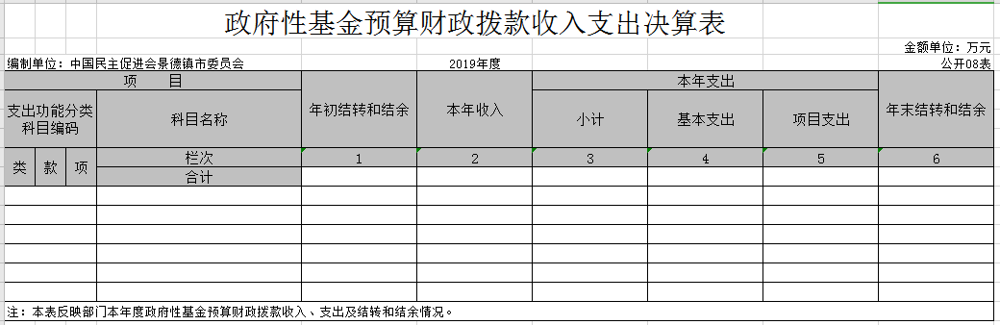 政府性基金预算财政拨款收入支出决算表
金额单位：万元
编制单位：中国民主促进会景德镇市委员会 2019年度 公开08表
项 目 年初结转和结余 本年收入 本年支出 年末结转和结余
支出功能分类
科目编码
科目名称 小计 基本支出 项目支出
类 款 项 栏次 1 2 3 4 5 6
合计
注：本表反映部门本年度政府性基金预算财政拨款收入、支出及结转和结余情况。